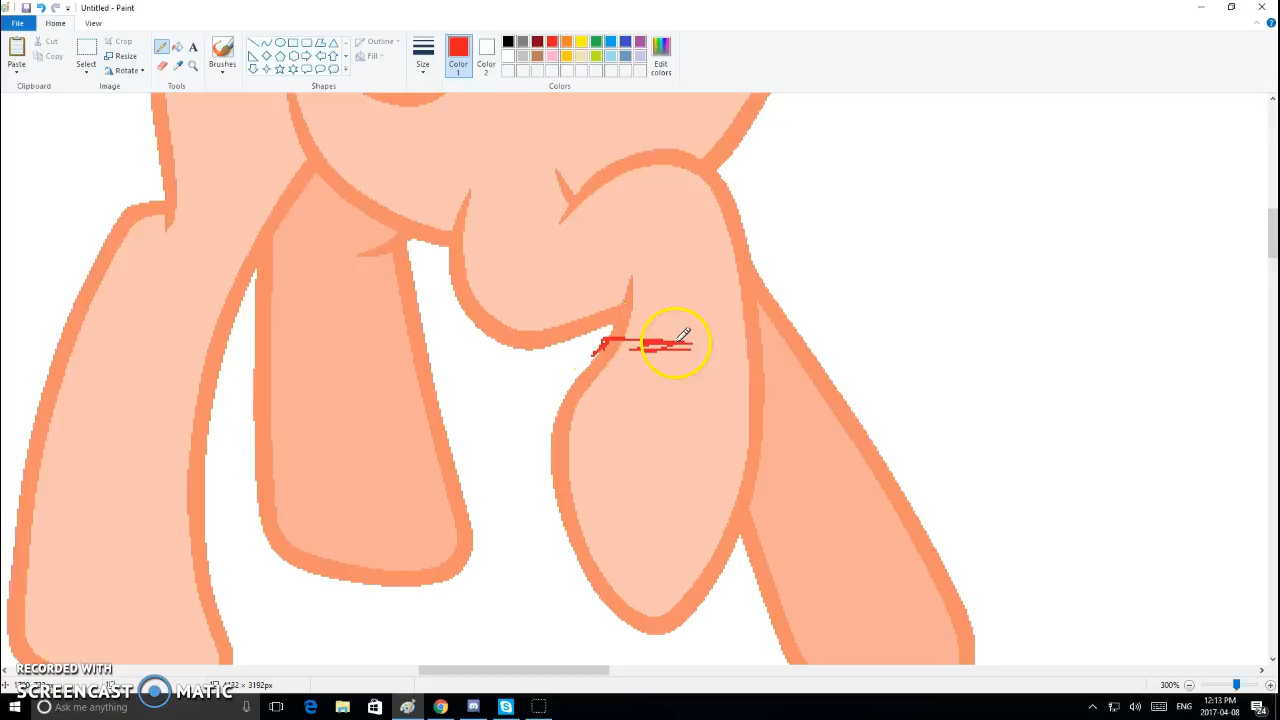 Untitled - Paint
File
Home
View
Paste
Cut
Copy
Clipboard
Select
Crop
Resize
Rotate
Image
A
Tools
Brushes
Outline
Fill
Shapes
Size
Color 1
Color 2
Edit colors
Colors
RECORDED WITH
SCREENCAST MATIC
3192px
300%
Ask me anything
ENG
12:13 PM
2017-04-08
24